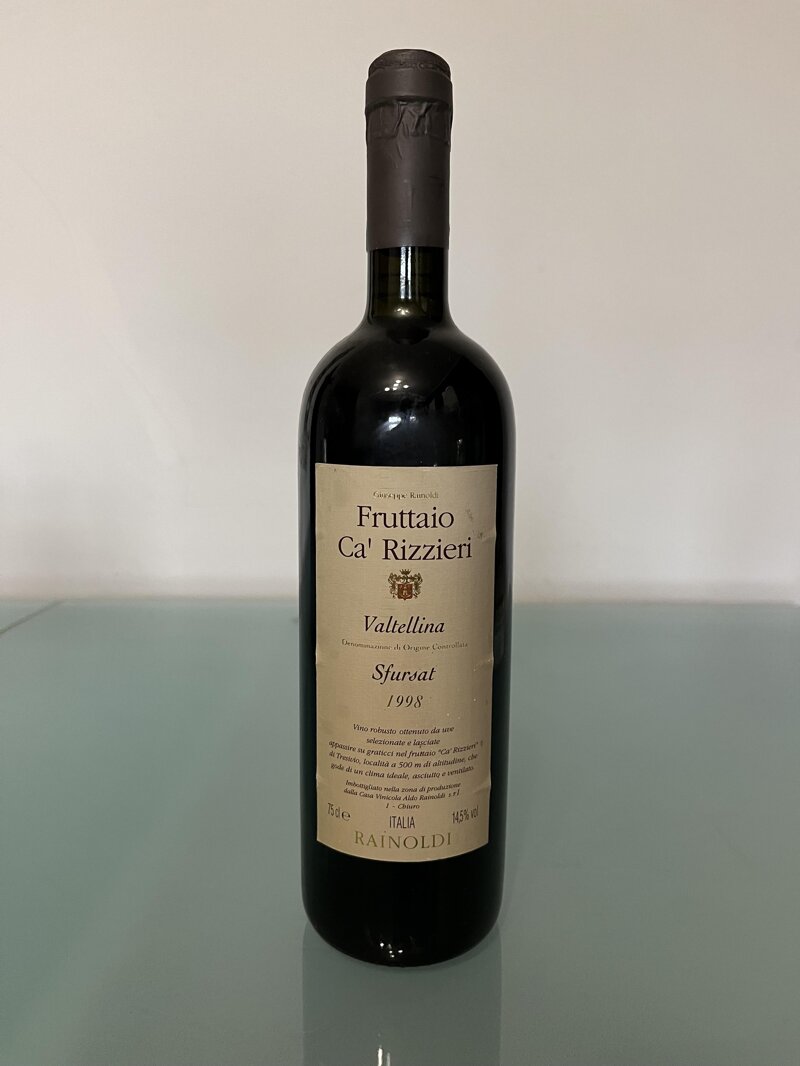 Giuseppe Rainoldi
Fruttaio
Ca' Rizzieri
Valtellina
Denominazione di Origine Controllata
Sfursat
1998
Vino robusto ottenuto da uve
selezionate e lasciate
appassire su graticci nel fruttaio "Ca' Rizzieri"
di Tresivio, località a 500 m di altitudine, che
gode di un clima ideale, asciutto e ventilato.
Imbottigliato nella zona di produzione
dalla Casa Vinicola Aldo Rainoldi s.r.l
I - Chiuro
75 cl e ITALIA 14,5% vol
RAINOLDI